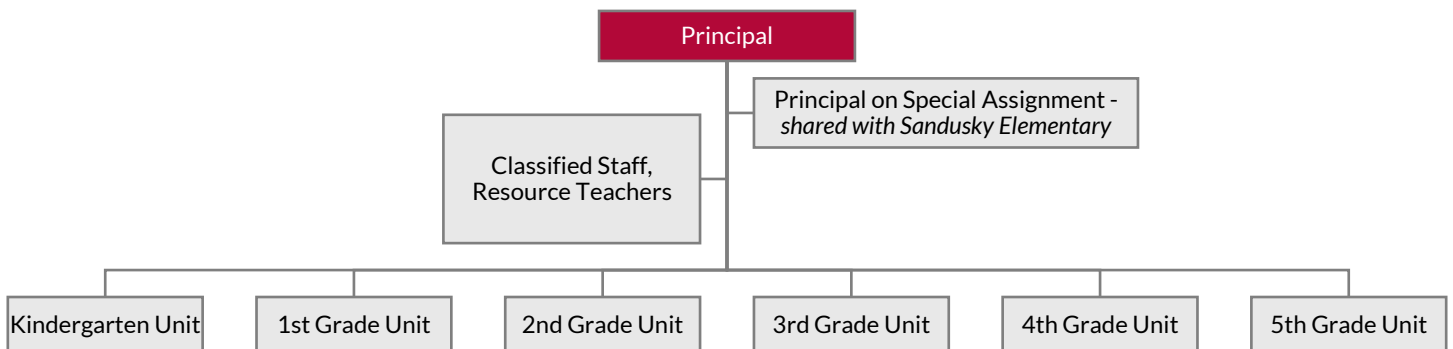 Principal
Principal on Special Assignment -
shared with Sandusky Elementary
Classified Staff,
Resource Teachers
Kindergarten Unit
1st Grade Unit
2nd Grade Unit
3rd Grade Unit
4th Grade Unit
5th Grade Unit